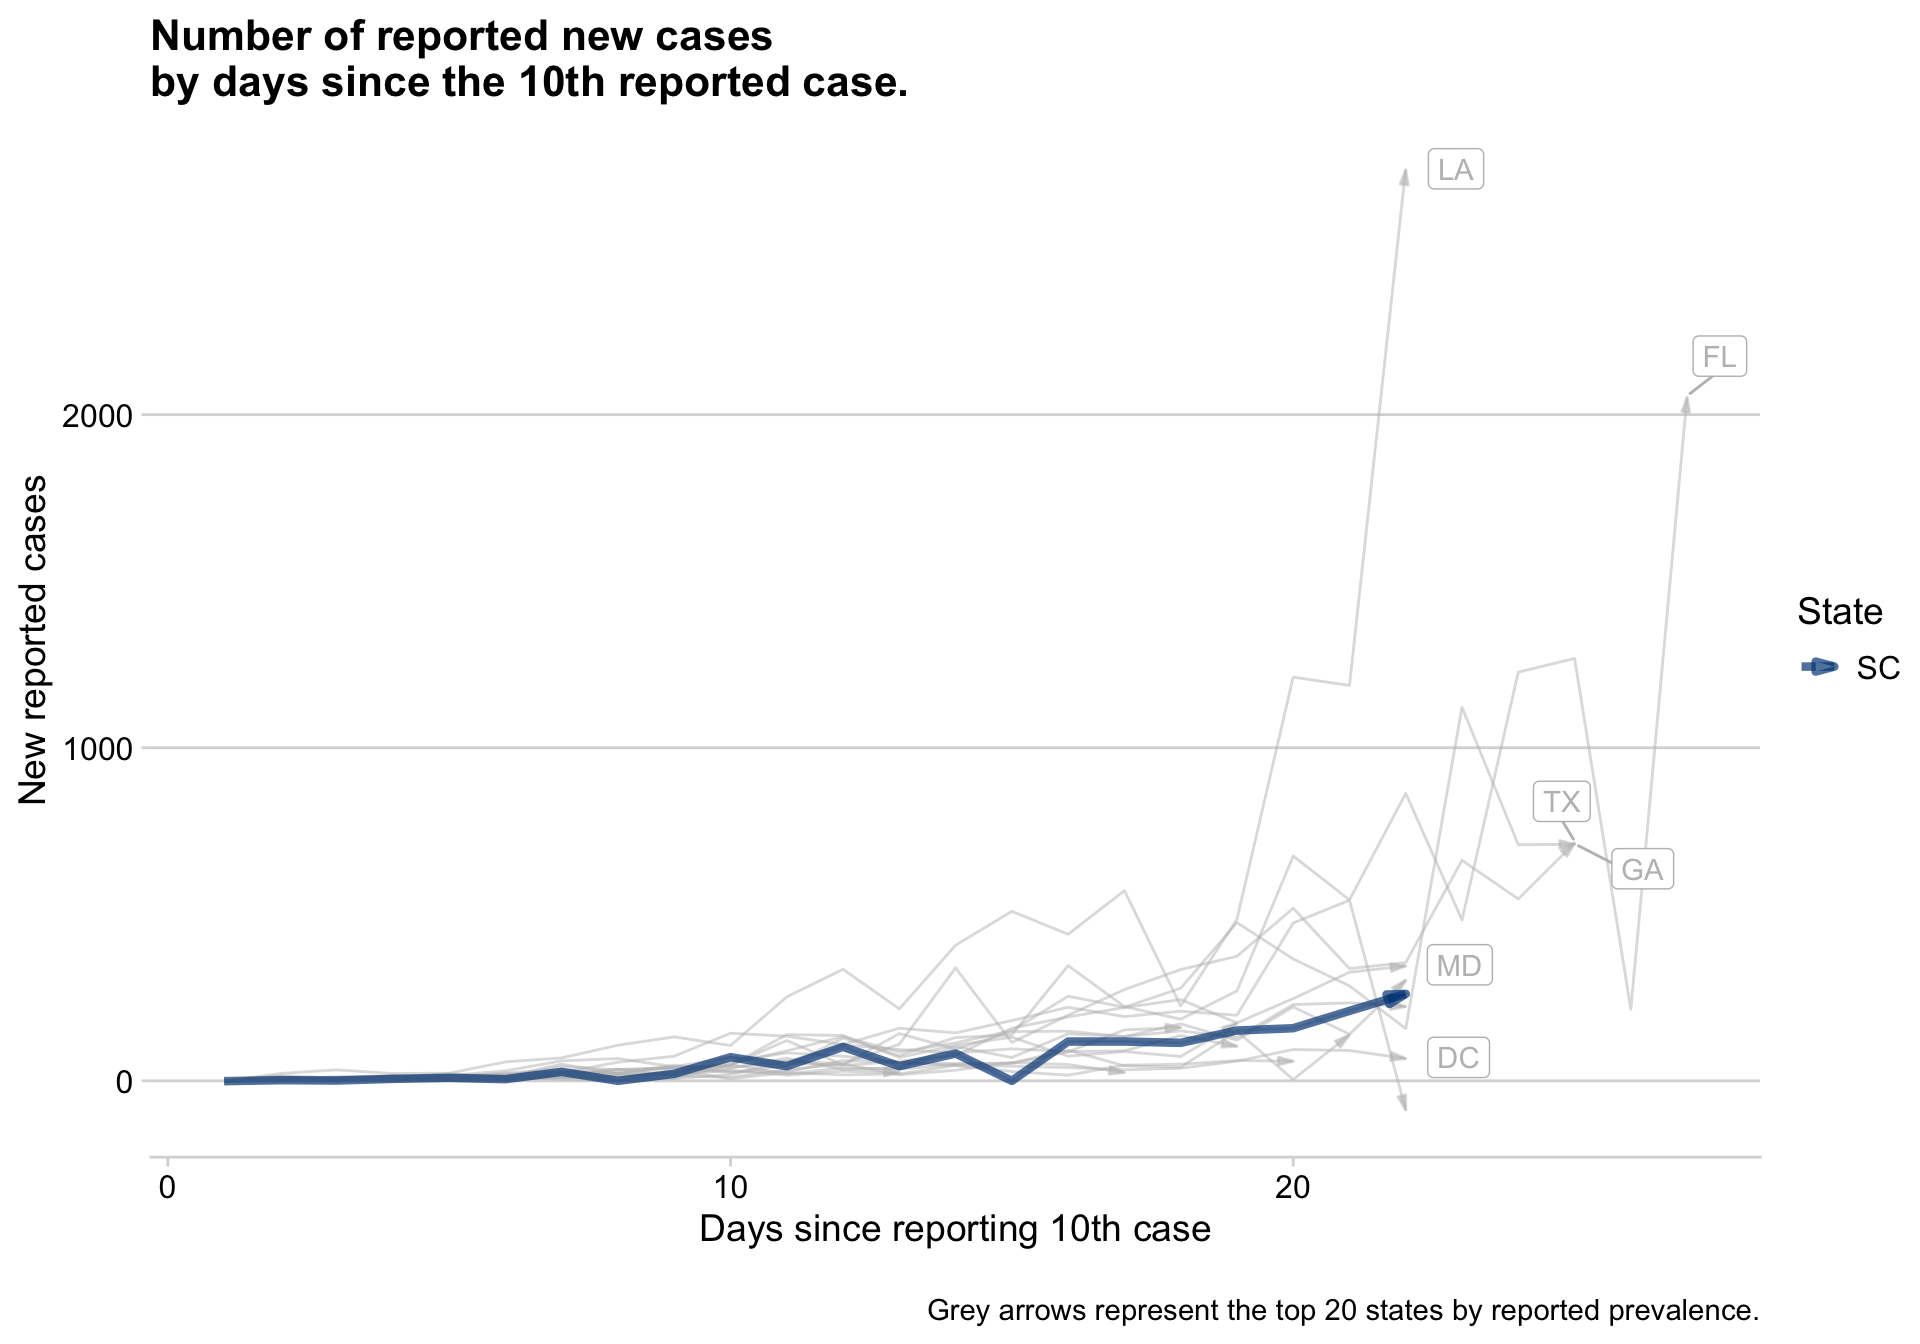 Number of reported new cases
by days since the 10th reported case.
LA
FL
2000
New reported cases
State
SC
1000
TX
GA
MD
DC
0
0
10
20
Days since reporting 10th case
Grey arrows represent the top 20 states by reported prevalence.